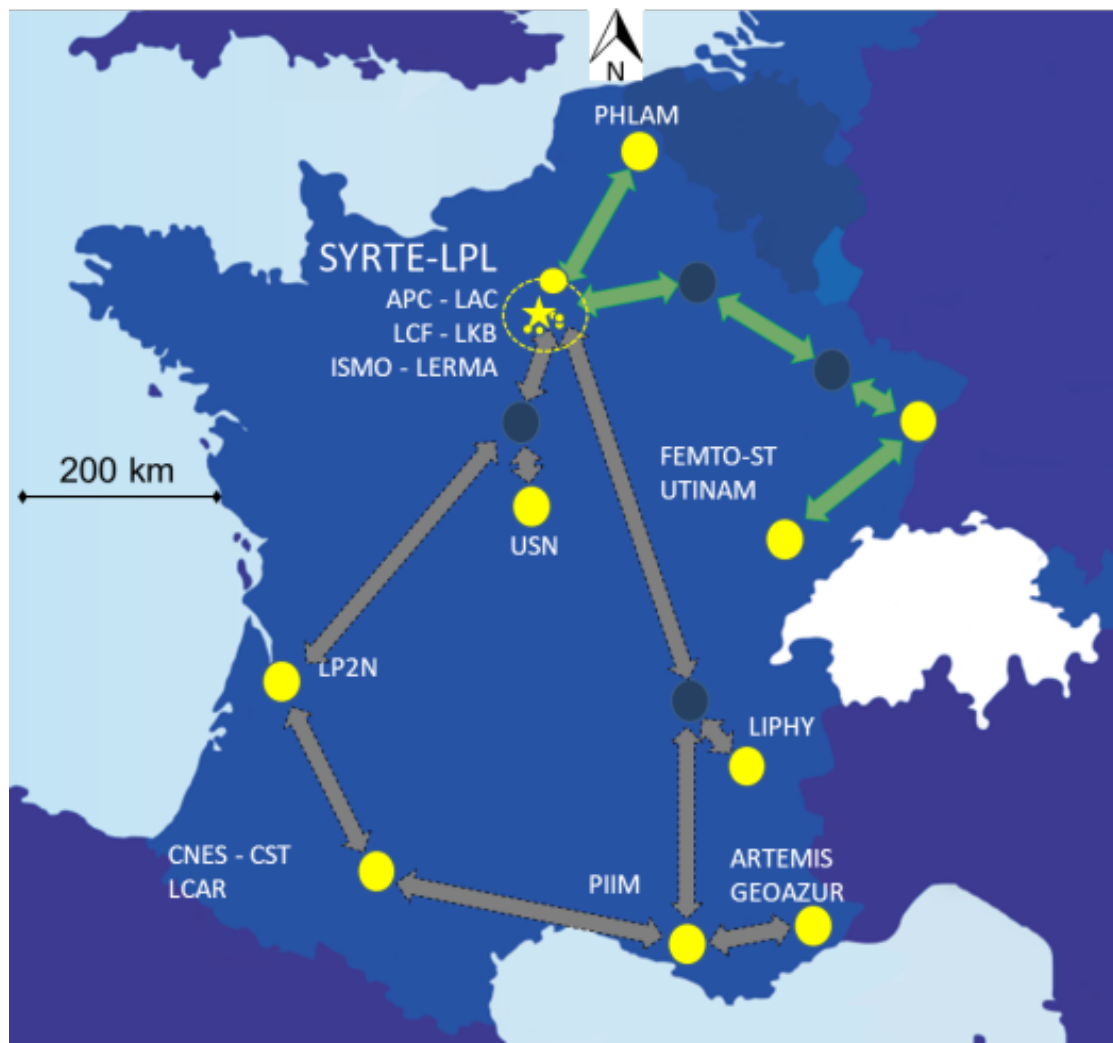 N
PHLAM
SYRTE-LPL
APC - LAC
LCF - LKB
ISMO - LERMA
200 km
FEMTO-ST
UTINAM
USN
LP2N
LIPHY
CNES - CST
LCAR
PIIM
ARTEMIS
GEOAZUR